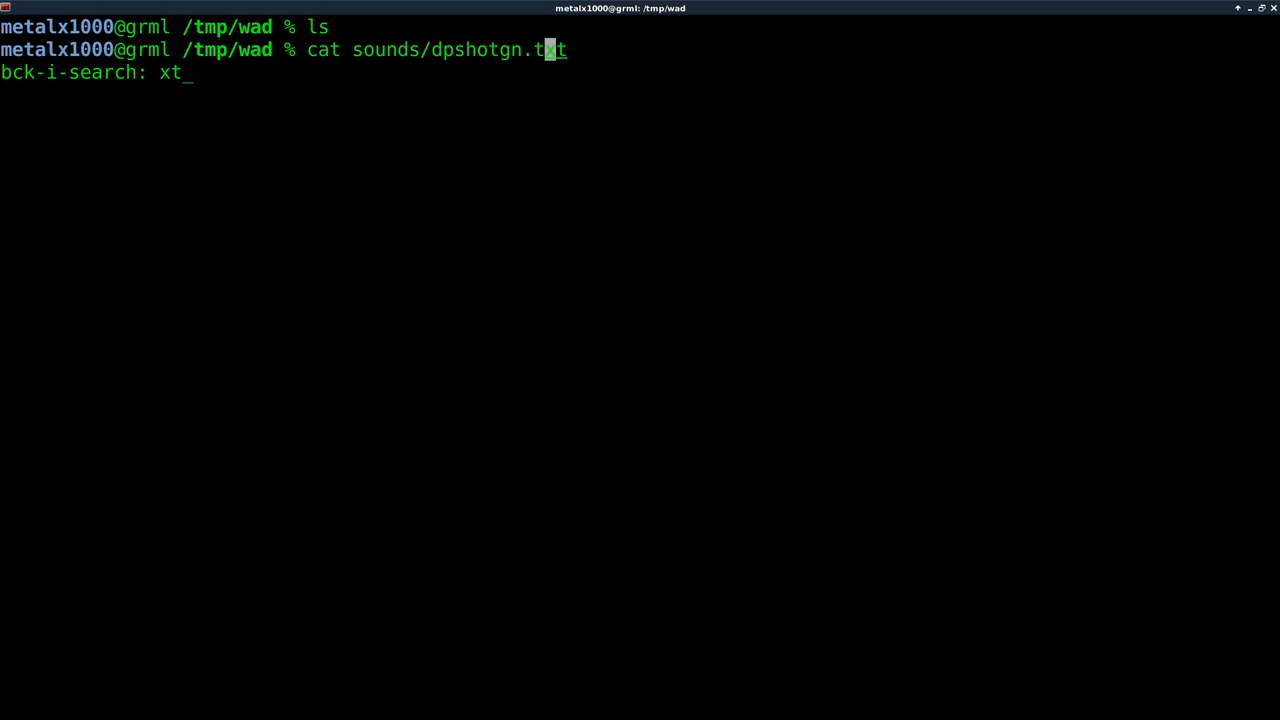 metalx1000@grml: /tmp/wad
metalx1000@grml /tmp/wad % ls
metalx1000@grml /tmp/wad % cat sounds/dpshotgn.txt
bck-i-search: xt_